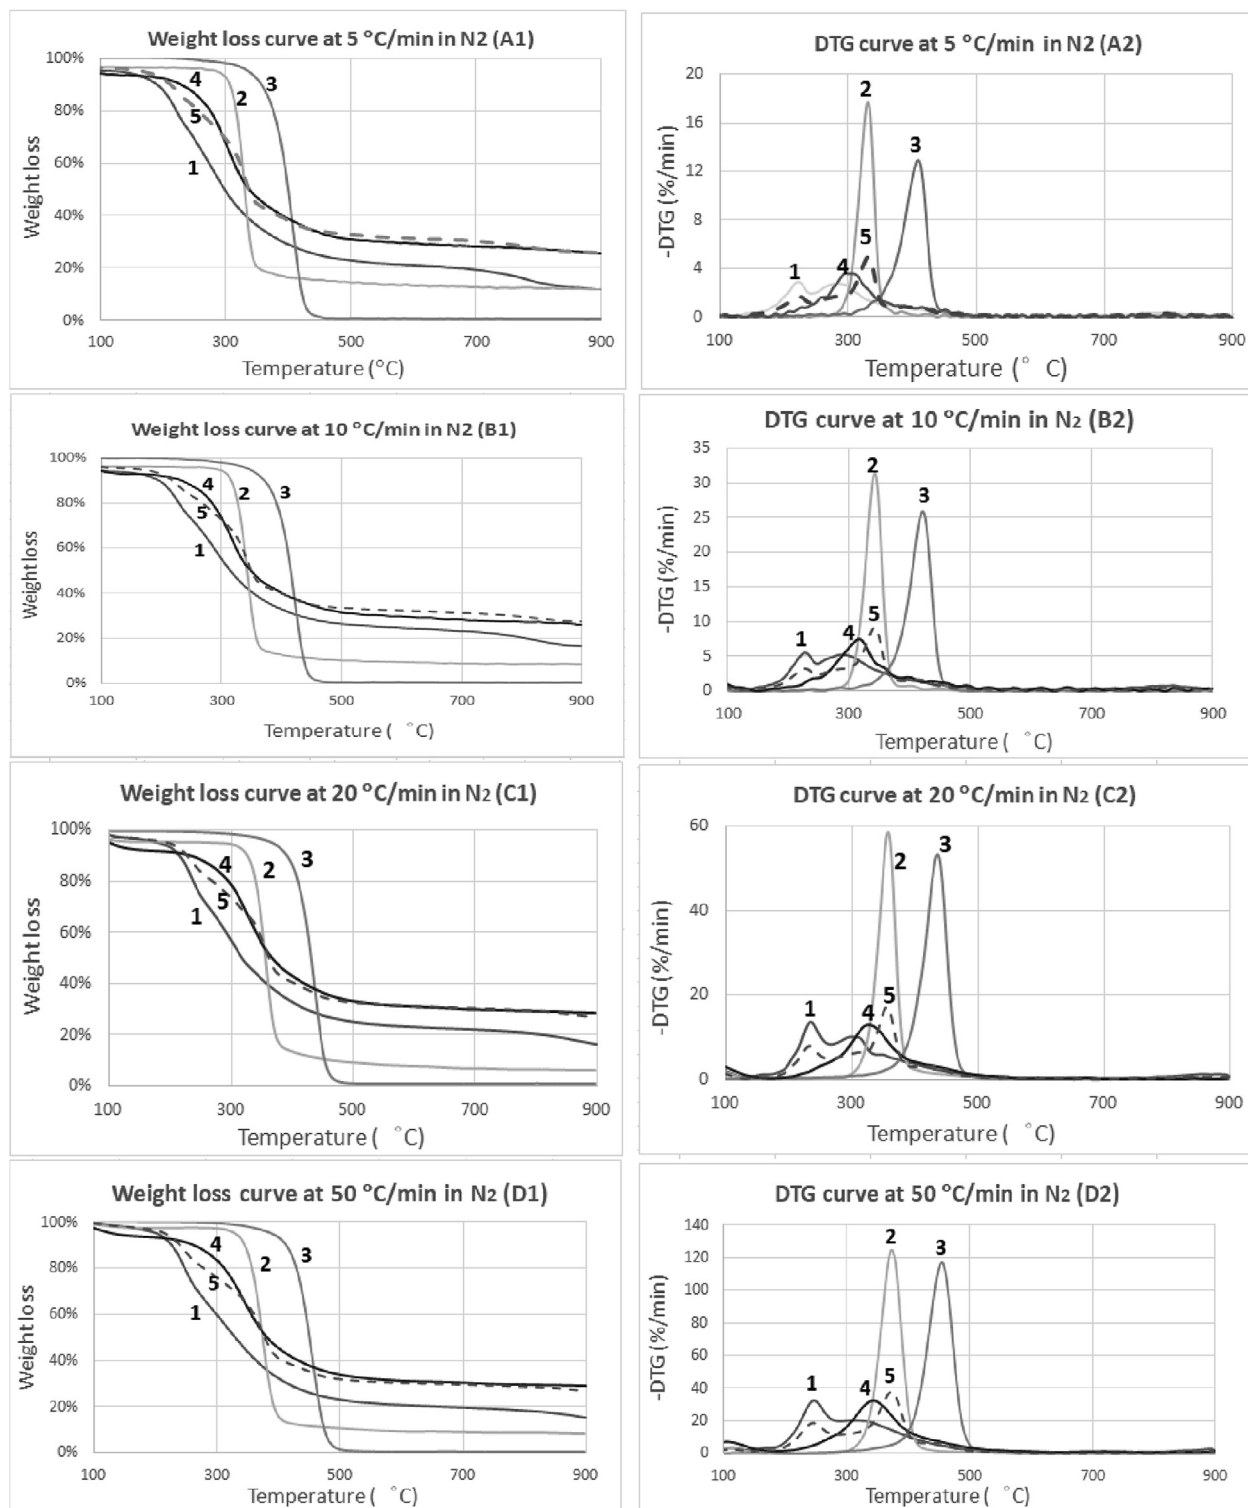 Weight loss curve at 5 °C/min in N2 (A1)
100%
80%
60%
40%
20%
0%
Weight loss
4
2
3
5
1
100 300 500 700 900
Temperature (°C)
DTG curve at 5 °C/min in N2 (A2)
20
16
12
8
4
0
-DTG (%/min)
2
3
5
4
1
100 300 500 700 900
Temperature (° C)
Weight loss curve at 10 °C/min in N2 (B1)
100%
80%
60%
40%
20%
0%
Weight loss
4
2
3
5
1
100 300 500 700 900
Temperature ( °C)
DTG curve at 10 °C/min in N2 (B2)
35
30
25
20
15
10
5
0
-DTG (%/min)
2
3
5
4
1
100 300 500 700 900
Temperature ( °C)
Weight loss curve at 20 °C/min in N2 (C1)
100%
80%
60%
40%
20%
0%
Weight loss
4
2
3
5
1
100 300 500 700 900
Temperature ( °C)
DTG curve at 20 °C/min in N2 (C2)
60
40
20
0
-DTG (%/min)
2
3
5
4
1
100 300 500 700 900
Temperature ( °C)
Weight loss curve at 50 °C/min in N2 (D1)
100%
80%
60%
40%
20%
0%
Weight loss
4
2
3
5
1
100 300 500 700 900
Temperature ( °C)
DTG curve at 50 °C/min in N2 (D2)
140
120
100
80
60
40
20
0
-DTG (%/min)
2
3
5
4
1
100 300 500 700 900
Temperature ( °C)